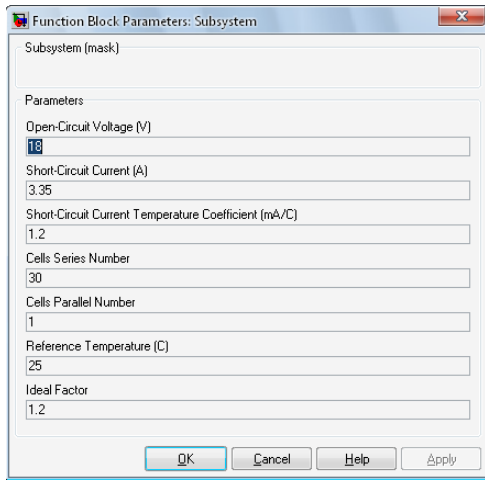 Function Block Parameters: Subsystem
Subsystem (mask)
Parameters
Open-Circuit Voltage (V)
18
Short-Circuit Current (A)
3.35
Short-Circuit Current Temperature Coefficient (mA/C)
1.2
Cells Series Number
30
Cells Parallel Number
1
Reference Temperature (C)
25
Ideal Factor
1.2
OK Cancel Help Apply